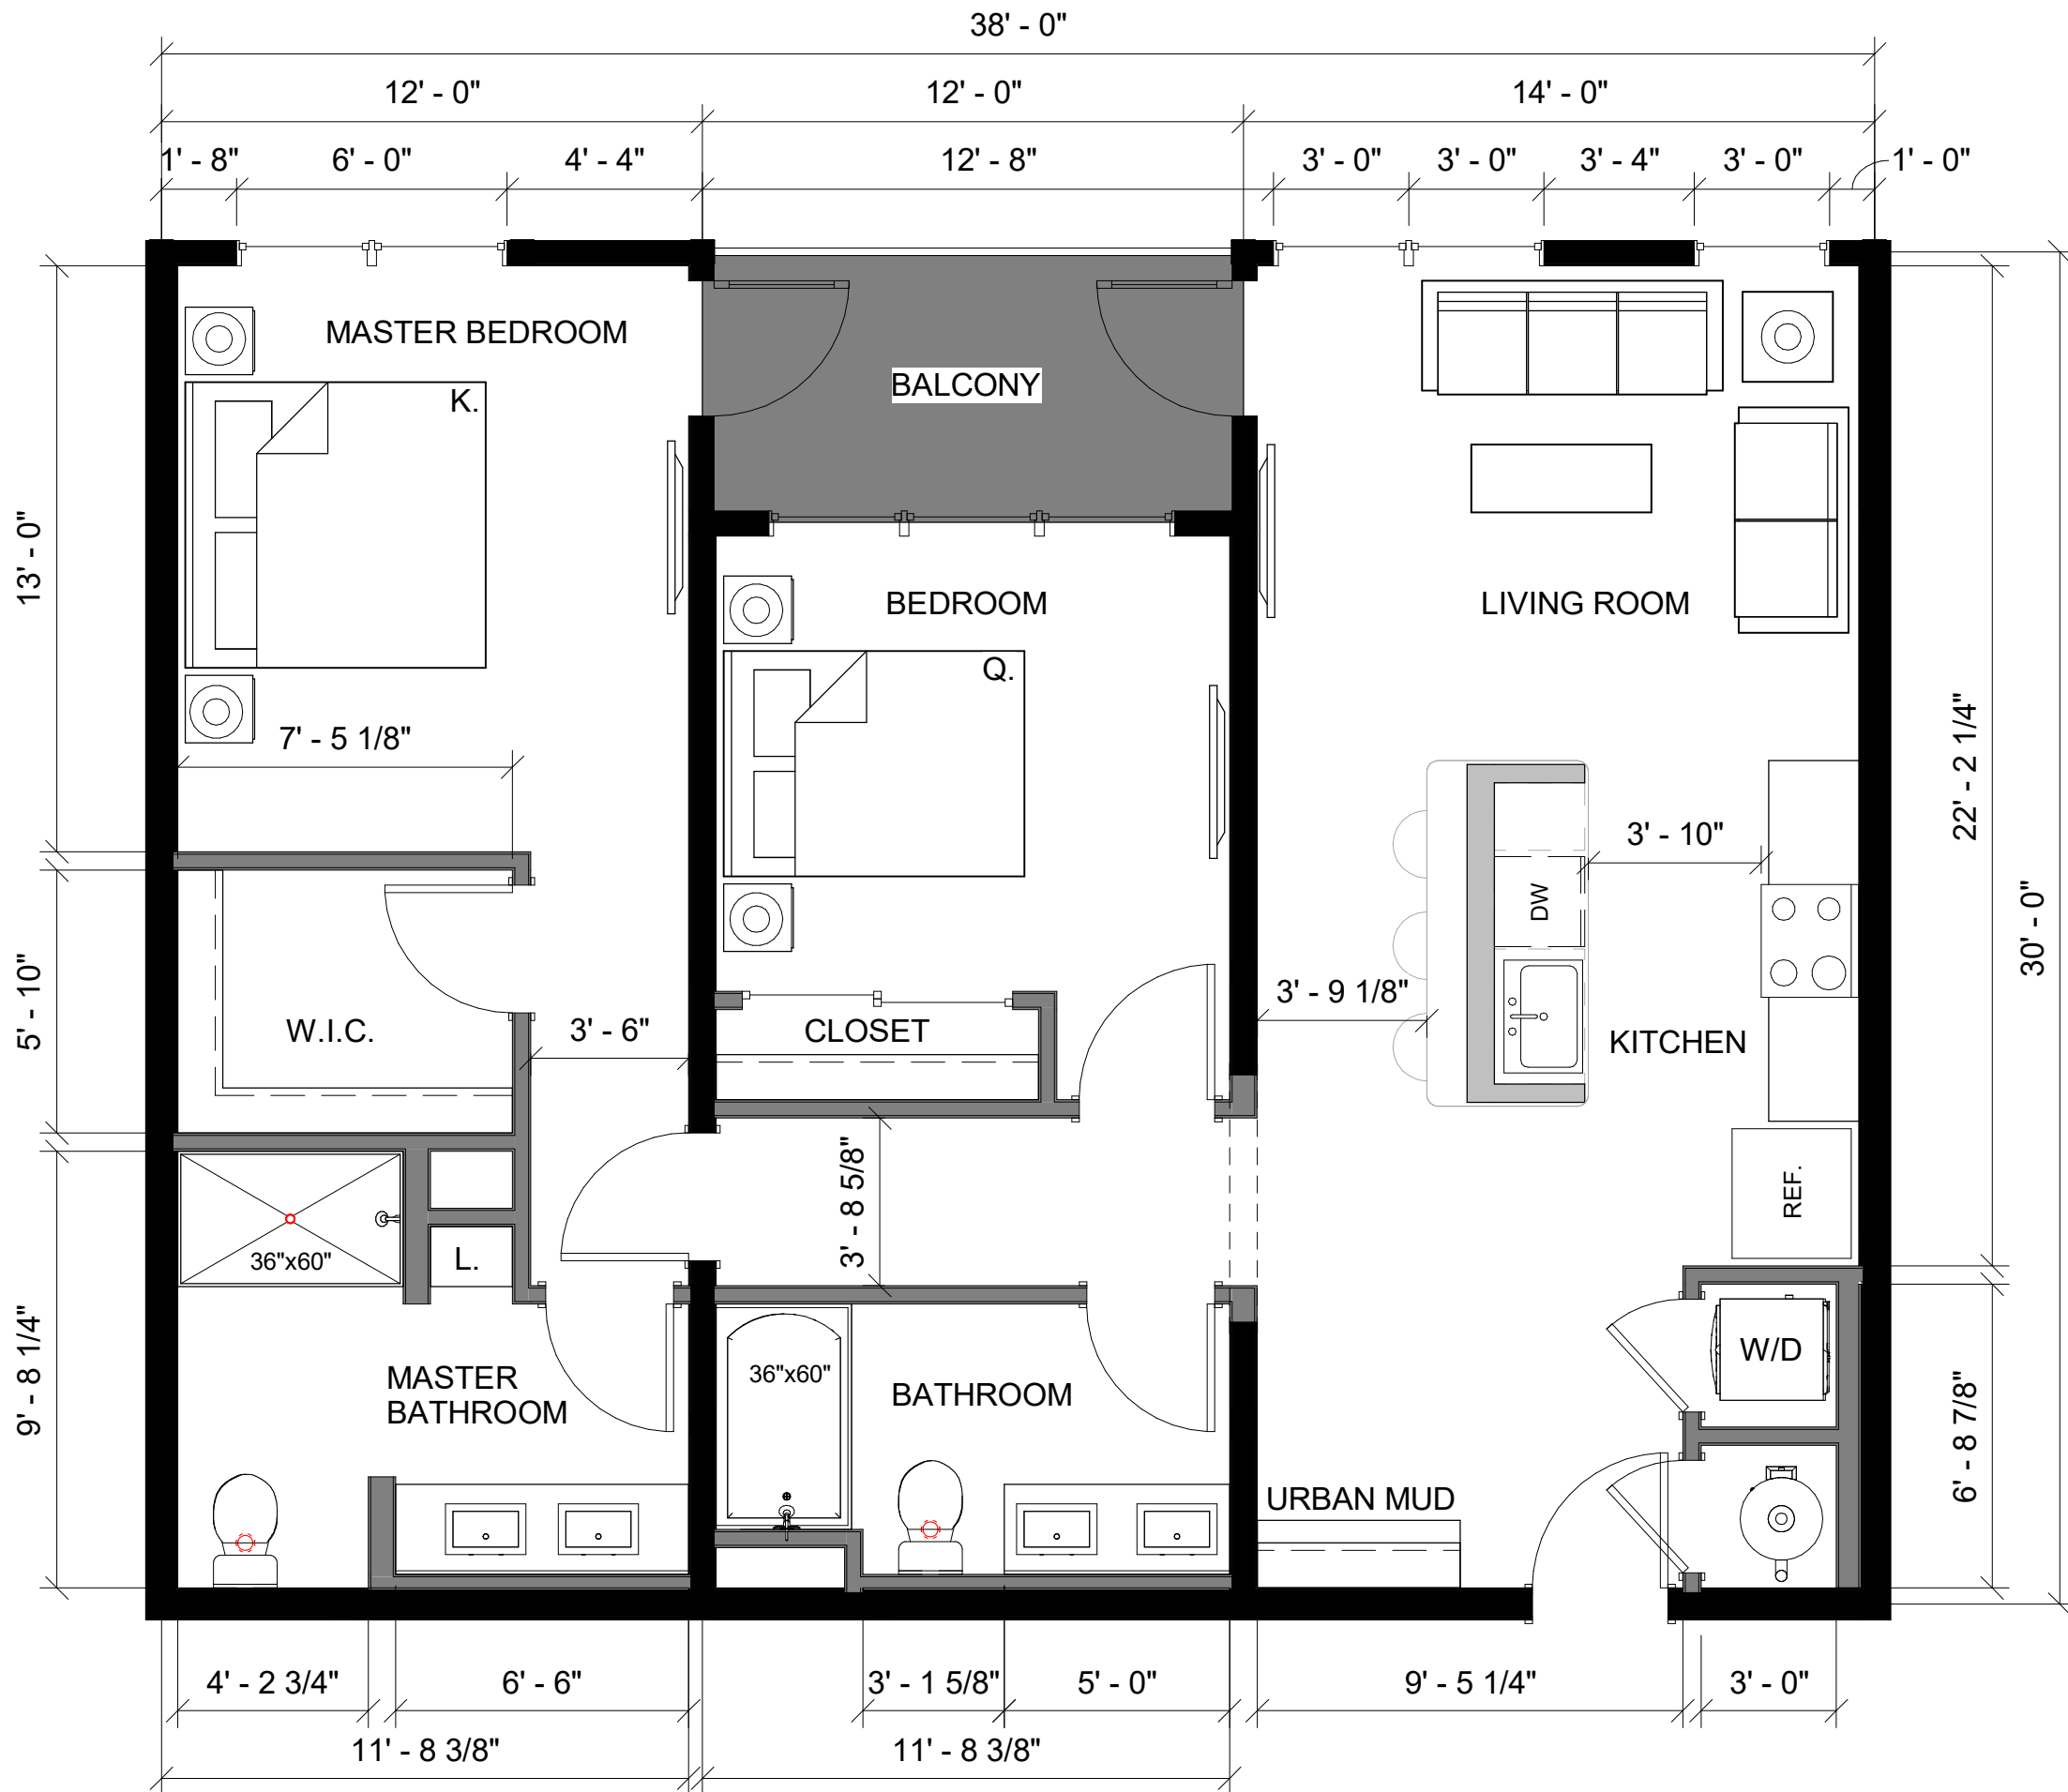 38' - 0"
12' - 0"
12' - 0"
14' - 0"
1' - 8"
6' - 0"
4' - 4"
12' - 8"
3' - 0"
3' - 0"
3' - 4"
3' - 0"
1' - 0"
MASTER BEDROOM
BALCONY
K.
13' - 0"
BEDROOM
LIVING ROOM
Q.
7' - 5 1/8"
22' - 2 1/4"
3' - 10"
DW
30' - 0"
5' - 10"
3' - 9 1/8"
W.I.C.
3' - 6"
CLOSET
KITCHEN
3' - 8 5/8"
REF.
36"x60"
L.
9' - 8 1/4"
MASTER
BATHROOM
36"x60"
BATHROOM
W/D
6' - 8 7/8"
URBAN MUD
4' - 2 3/4"
6' - 6"
3' - 1 5/8"
5' - 0"
9' - 5 1/4"
3' - 0"
11' - 8 3/8"
11' - 8 3/8"